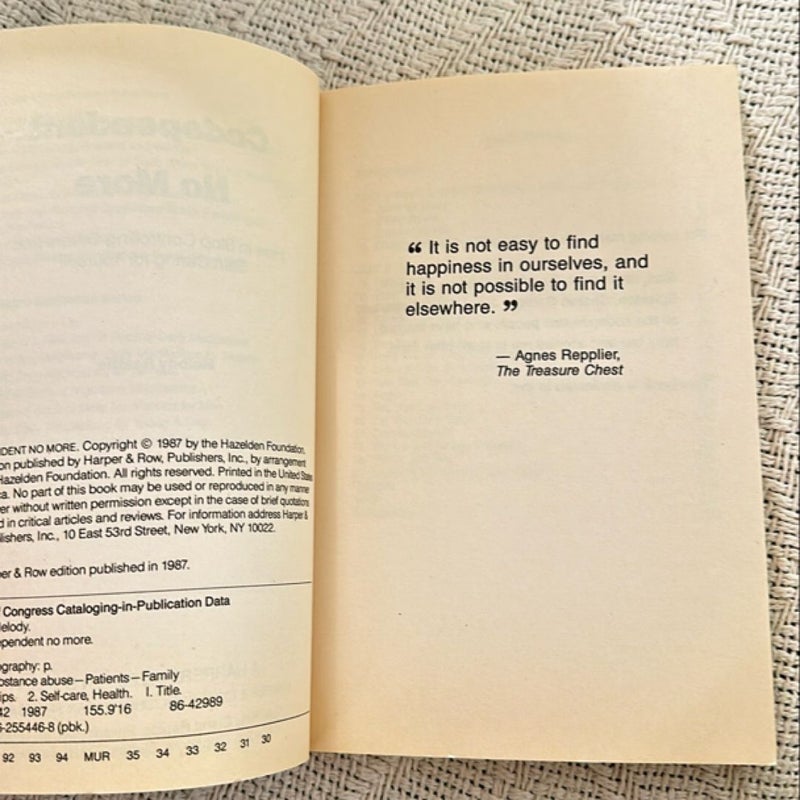 DENT NO MORE. Copyright © 1987 by the Hazelden Foundation.
on published by Harper & Row, Publishers, Inc., by arrangement
Hazelden Foundation. All rights reserved. Printed in the United States
ca. No part of this book may be used or reproduced in any manner
er without written permission except in the case of brief quotations
d in critical articles and reviews. For information address Harper &
lishers, Inc., 10 East 53rd Street, New York, NY 10022.
er & Row edition published in 1987.
f Congress Cataloging-in-Publication Data
Melody.
pendent no more.
ography: p.
bstance abuse—Patients—Family
ips. 2. Self-care, Health. I. Title.
42 1987 155.9'16 86-42989
6-255446-8 (pbk.)
92 93 94 MUR 35 34 33 32 31 30
“ It is not easy to find
happiness in ourselves, and
it is not possible to find it
elsewhere. ”
— Agnes Repplier,
The Treasure Chest